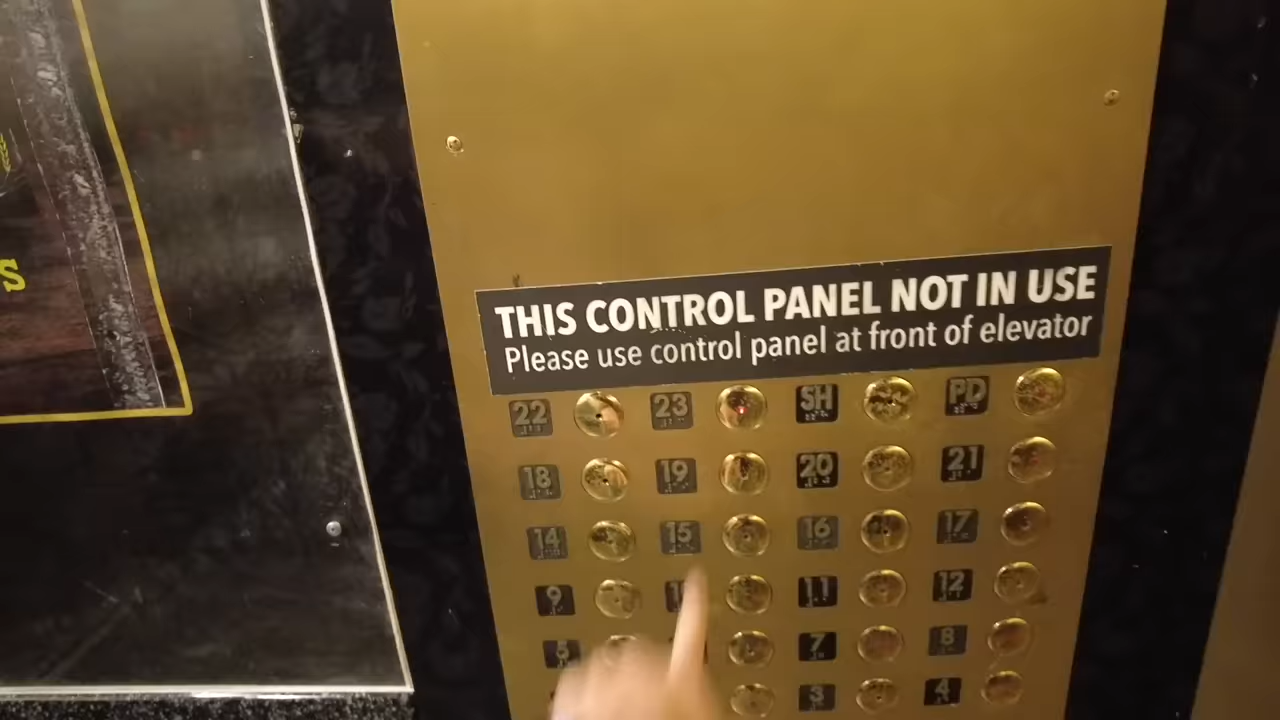 S
THIS CONTROL PANEL NOT IN USE
Please use control panel at front of elevator
22 23 SH PD
18 19 20 21
14 15 16 17
9 11 12
5 7 8
3 4